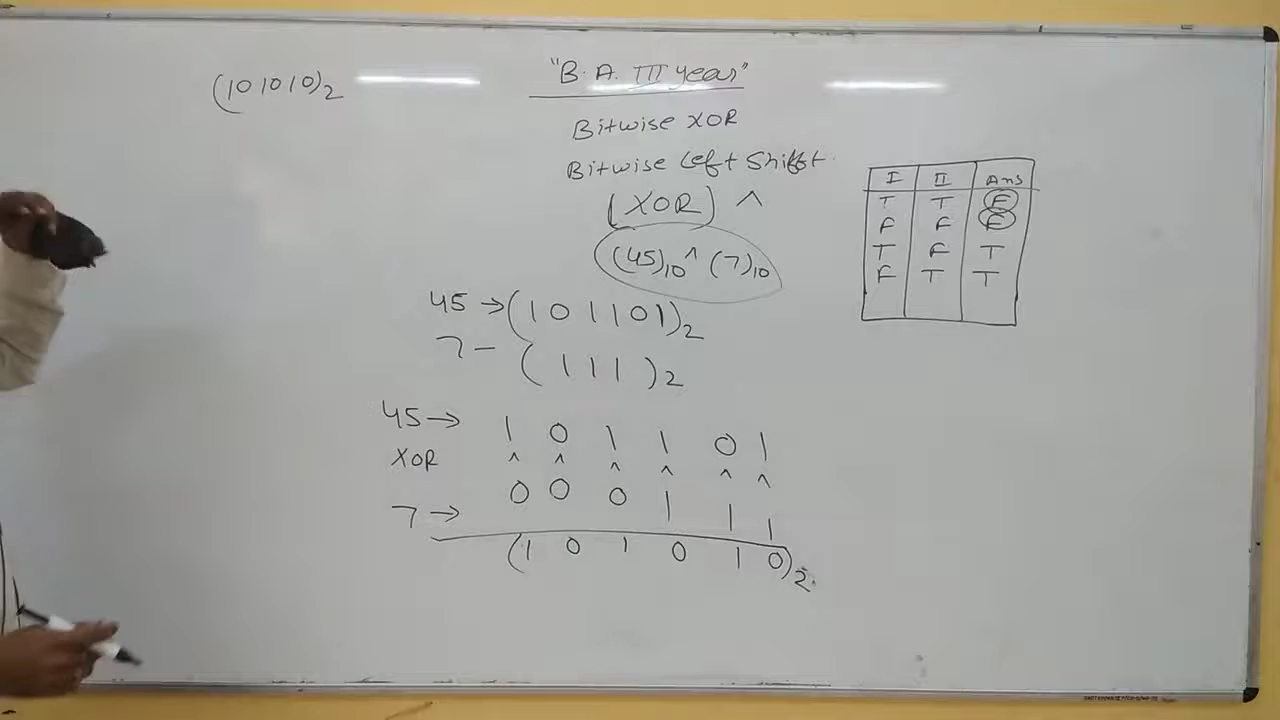 "B.A. III year"
(101010)2
Bitwise XOR
Bitwise Left Shift.
(XOR) ^
(45)10 ^ (7)10
I II Ans
T T F
F F F
T F T
F T T
45 → (101101)2
7 – (111)2
45 → 1 0 1 1 0 1
XOR ^ ^ ^ ^ ^ ^
7 → 0 0 0 1 1 1
(1 0 1 0 1 0)2